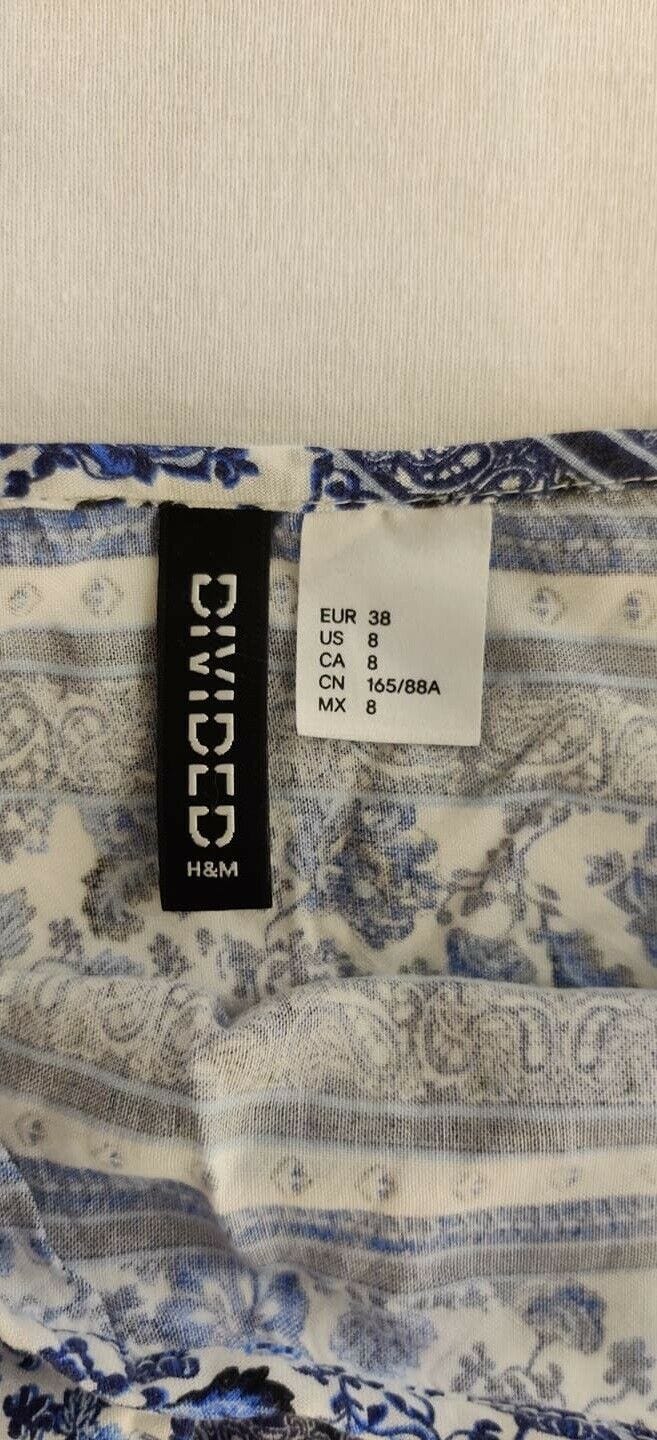 DIVIDED
H&M
EUR 38
US 8
CA 8
CN 165/88A
MX 8